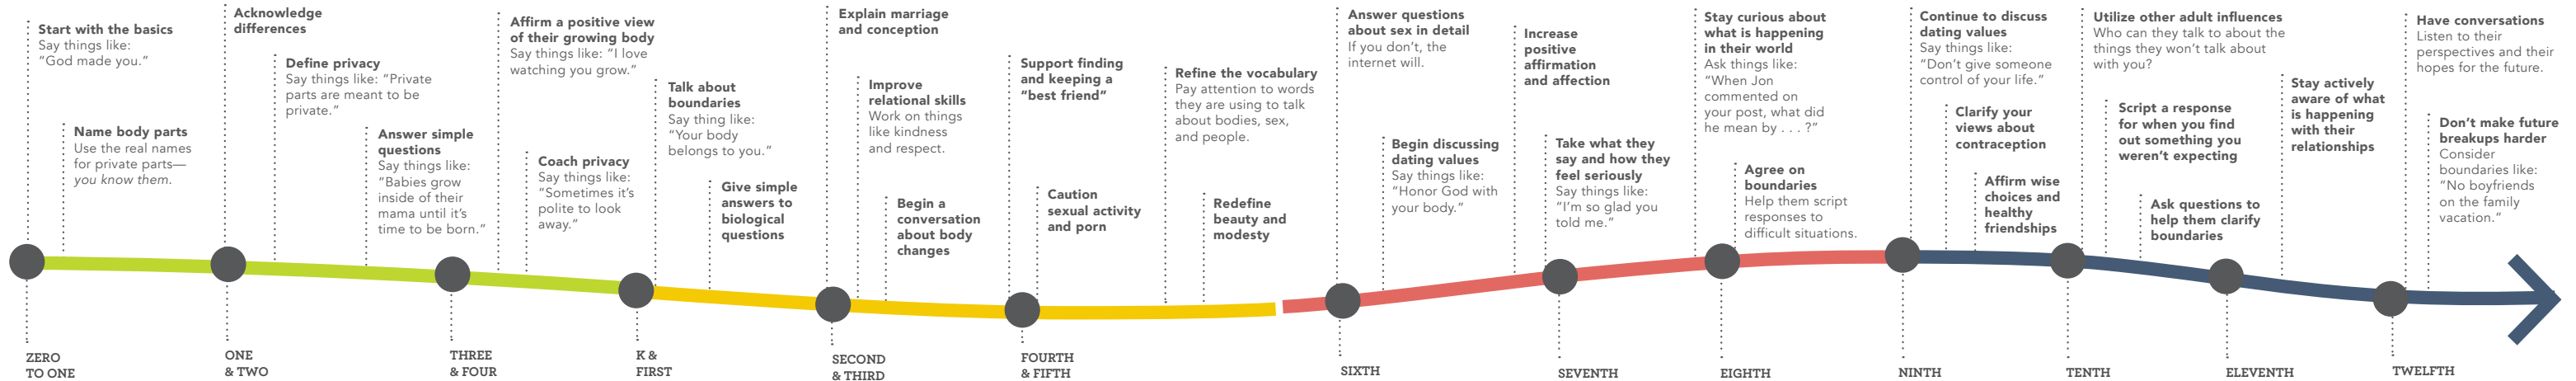 Start with the basics
Say things like:
“God made you.”
Name body parts
Use the real names
for private parts—
you know them.
Acknowledge
differences
Define privacy
Say things like: “Private
parts are meant to be
private.”
Answer simple
questions
Say things like:
“Babies grow
inside of their
mama until it’s
time to be born.”
Affirm a positive view
of their growing body
Say things like: “I love
watching you grow.”
Coach privacy
Say things like:
“Sometimes it’s
polite to look
away.”
Talk about
boundaries
Say thing like:
“Your body
belongs to you.”
Give simple
answers to
biological
questions
Explain marriage
and conception
Improve
relational skills
Work on things
like kindness
and respect.
Begin a
conversation
about body
changes
Support finding
and keeping a
“best friend”
Caution
sexual activity
and porn
Refine the vocabulary
Pay attention to words
they are using to talk
about bodies, sex,
and people.
Redefine
beauty and
modesty
Answer questions
about sex in detail
If you don’t, the
internet will.
Begin discussing
dating values
Say things like:
“Honor God with
your body.”
Increase
positive
affirmation
and affection
Take what they
say and how they
feel seriously
Say things like:
“I’m so glad you
told me.”
Stay curious about
what is happening
in their world
Ask things like:
“When Jon
commented on
your post, what did
he mean by . . . ?”
Agree on
boundaries
Help them script
responses to
difficult situations.
Continue to discuss
dating values
Say things like:
“Don’t give someone
control of your life.”
Clarify your
views about
contraception
Affirm wise
choices and
healthy
friendships
Utilize other adult influences
Who can they talk to about the
things they won’t talk about
with you?
Script a response
for when you find
out something you
weren’t expecting
Ask questions to
help them clarify
boundaries
Stay actively
aware of what
is happening
with their
relationships
Have conversations
Listen to their
perspectives and their
hopes for the future.
Don’t make future
breakups harder
Consider
boundaries like:
“No boyfriends
on the family
vacation.”
ZERO
TO ONE
ONE
& TWO
THREE
& FOUR
K &
FIRST
SECOND
& THIRD
FOURTH
& FIFTH
SIXTH
SEVENTH
EIGHTH
NINTH
TENTH
ELEVENTH
TWELFTH